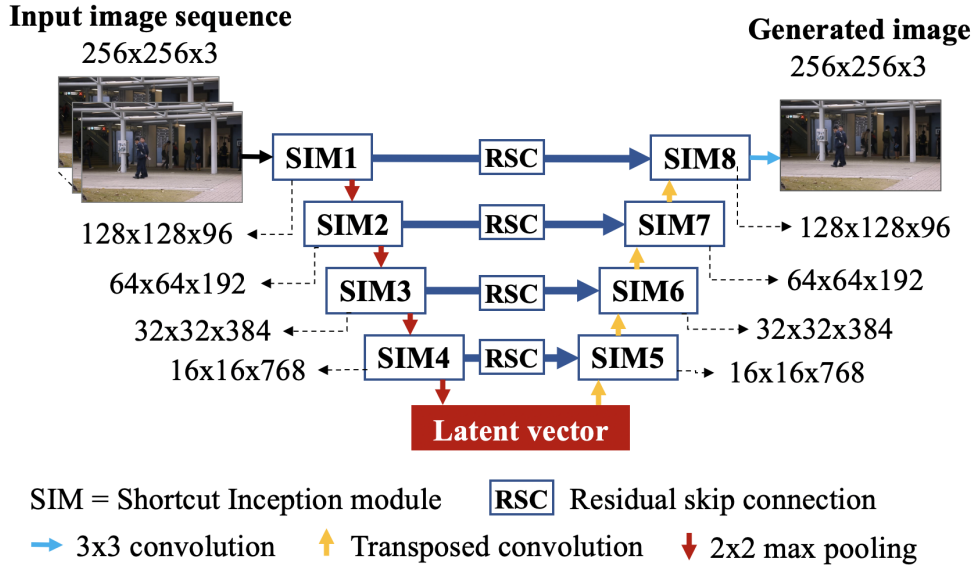 Input image sequence
256x256x3
Generated image
256x256x3
SIM1
RSC
SIM8
128x128x96
SIM2
RSC
SIM7
128x128x96
64x64x192
SIM3
RSC
SIM6
64x64x192
32x32x384
SIM4
RSC
SIM5
32x32x384
16x16x768
16x16x768
Latent vector
SIM = Shortcut Inception module
RSC Residual skip connection
3x3 convolution
Transposed convolution
2x2 max pooling